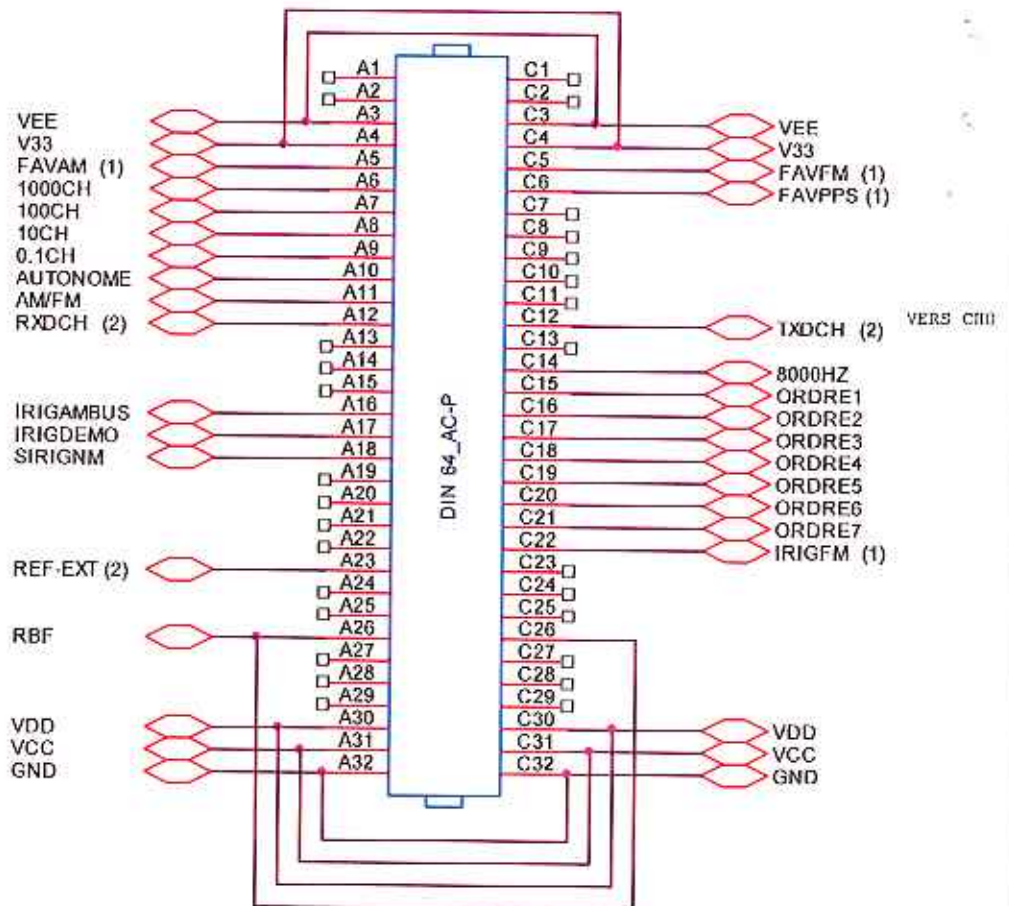 A1 C1
A2 C2
VEE A3 C3 VEE
V33 A4 C4 V33
FAVAM (1) A5 C5 FAVFM (1)
1000CH A6 C6 FAVPPS (1)
100CH A7 C7
10CH A8 C8
0.1CH A9 C9
AUTONOME A10 C10
AM/FM A11 C11
RXDCH (2) A12 C12 TXDCH (2) VERS
A13 C13
A14 C14 8000HZ
A15 C15 ORDRE1
IRIGAMBUS A16 C16 ORDRE2
IRIGDEMO A17 C17 ORDRE3
SIRIGNM A18 C18 ORDRE4
A19 C19 ORDRE5
A20 C20 ORDRE6
A21 C21 ORDRE7
A22 C22 IRIGFM (1)
REF-EXT (2) A23 C23
A24 C24
A25 C25
RBF A26 C26
A27 C27
A28 C28
A29 C29
VDD A30 C30 VDD
VCC A31 C31 VCC
GND A32 C32 GND
DIN 64_AC-P